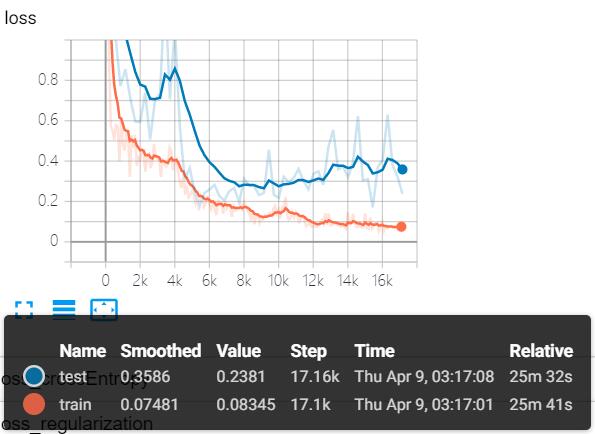 loss
0.8
0.6
0.4
0.2
0
0 2k 4k 6k 8k 10k 12k 14k 16k
Name Smoothed Value Step Time Relative
test 0.3586 0.2381 17.16k Thu Apr 9, 03:17:08 25m 32s
train 0.07481 0.08345 17.1k Thu Apr 9, 03:17:01 25m 41s
oss_regularization